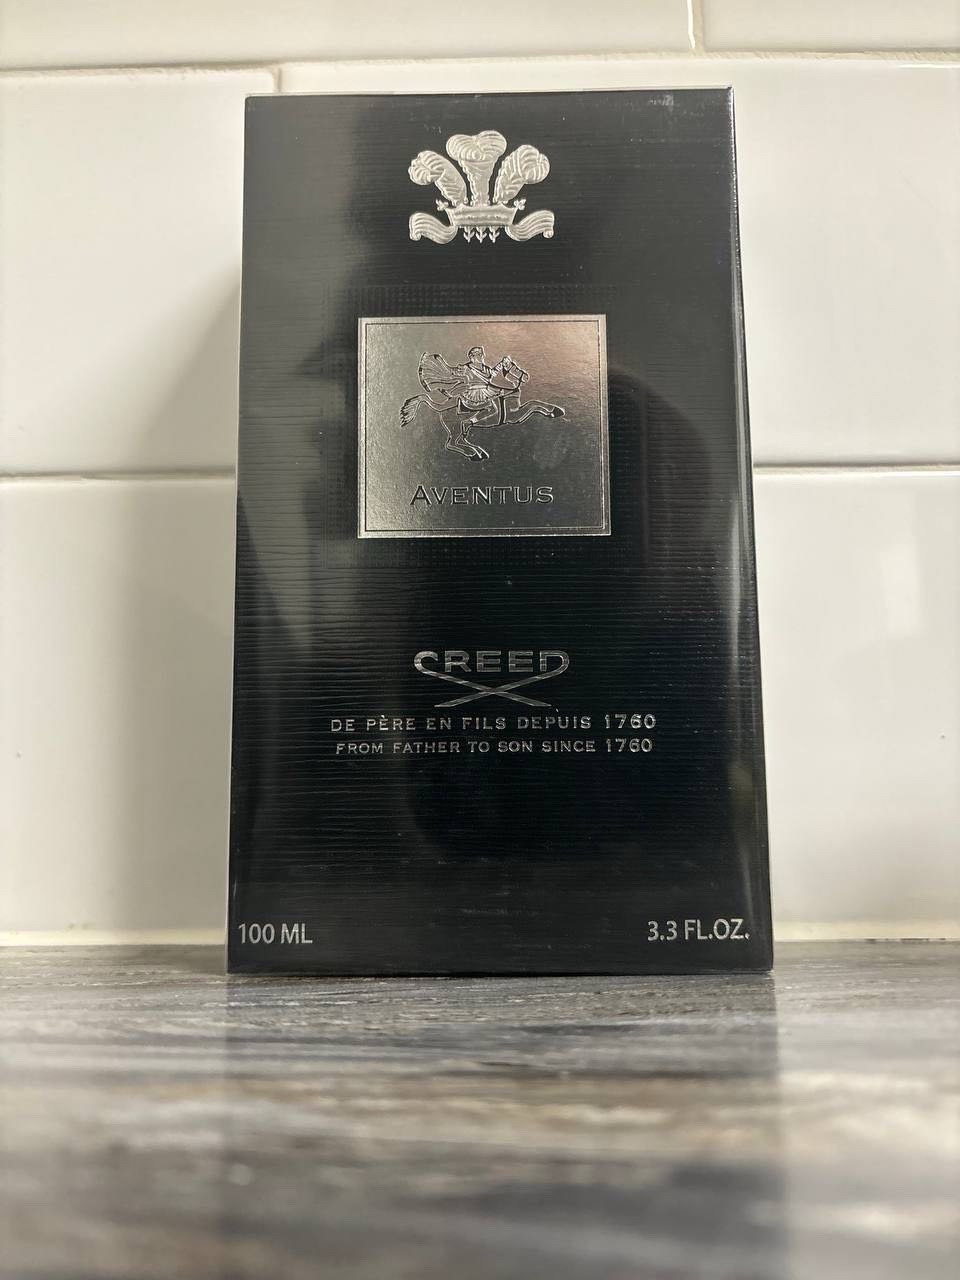 AVENTUS
CREED
DE PÈRE EN FILS DEPUIS 1760
FROM FATHER TO SON SINCE 1760
100 ML
3.3 FL.OZ.